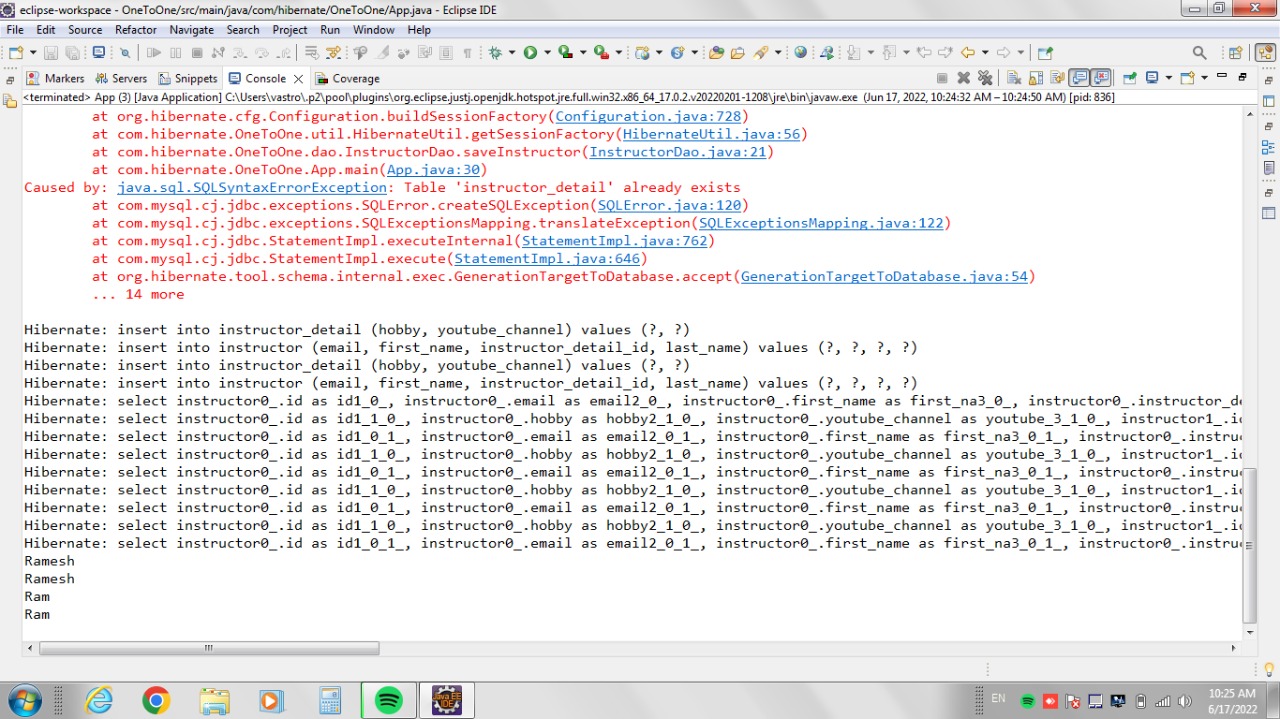 eclipse-workspace - OneToOne/src/main/java/com/hibernate/OneToOne/App.java - Eclipse IDE
File Edit Source Refactor Navigate Search Project Run Window Help
Markers Servers Snippets Console Coverage
<terminated> App (3) [Java Application] C:\Users\vastro\.p2\pool\plugins\org.eclipse.justj.openjdk.hotspot.jre.full.win32.x86_64_17.0.2.v20220201-1208\jre\bin\javaw.exe (Jun 17, 2022, 10:24:32 AM – 10:24:50 AM) [pid: 836]
at org.hibernate.cfg.Configuration.buildSessionFactory(Configuration.java:728)
at com.hibernate.OneToOne.util.HibernateUtil.getSessionFactory(HibernateUtil.java:56)
at com.hibernate.OneToOne.dao.InstructorDao.saveInstructor(InstructorDao.java:21)
at com.hibernate.OneToOne.App.main(App.java:30)
Caused by: java.sql.SQLSyntaxErrorException: Table 'instructor_detail' already exists
at com.mysql.cj.jdbc.exceptions.SQLError.createSQLException(SQLError.java:120)
at com.mysql.cj.jdbc.exceptions.SQLExceptionsMapping.translateException(SQLExceptionsMapping.java:122)
at com.mysql.cj.jdbc.StatementImpl.executeInternal(StatementImpl.java:762)
at com.mysql.cj.jdbc.StatementImpl.execute(StatementImpl.java:646)
at org.hibernate.tool.schema.internal.exec.GenerationTargetToDatabase.accept(GenerationTargetToDatabase.java:54)
... 14 more
Hibernate: insert into instructor_detail (hobby, youtube_channel) values (?, ?)
Hibernate: insert into instructor (email, first_name, instructor_detail_id, last_name) values (?, ?, ?, ?)
Hibernate: insert into instructor_detail (hobby, youtube_channel) values (?, ?)
Hibernate: insert into instructor (email, first_name, instructor_detail_id, last_name) values (?, ?, ?, ?)
Hibernate: select instructor0_.id as id1_0_, instructor0_.email as email2_0_, instructor0_.first_name as first_na3_0_, instructor0_.instructor_de
Hibernate: select instructor0_.id as id1_1_0_, instructor0_.hobby as hobby2_1_0_, instructor0_.youtube_channel as youtube_3_1_0_, instructor1_.id
Hibernate: select instructor0_.id as id1_0_1_, instructor0_.email as email2_0_1_, instructor0_.first_name as first_na3_0_1_, instructor0_.instruc
Hibernate: select instructor0_.id as id1_1_0_, instructor0_.hobby as hobby2_1_0_, instructor0_.youtube_channel as youtube_3_1_0_, instructor1_.id
Hibernate: select instructor0_.id as id1_0_1_, instructor0_.email as email2_0_1_, instructor0_.first_name as first_na3_0_1_, instructor0_.instruc
Hibernate: select instructor0_.id as id1_1_0_, instructor0_.hobby as hobby2_1_0_, instructor0_.youtube_channel as youtube_3_1_0_, instructor1_.id
Hibernate: select instructor0_.id as id1_0_1_, instructor0_.email as email2_0_1_, instructor0_.first_name as first_na3_0_1_, instructor0_.instruc
Hibernate: select instructor0_.id as id1_1_0_, instructor0_.hobby as hobby2_1_0_, instructor0_.youtube_channel as youtube_3_1_0_, instructor1_.id
Hibernate: select instructor0_.id as id1_0_1_, instructor0_.email as email2_0_1_, instructor0_.first_name as first_na3_0_1_, instructor0_.instruc
Ramesh
Ramesh
Ram
Ram
Java EE
IDE
EN
10:25 AM
6/17/2022